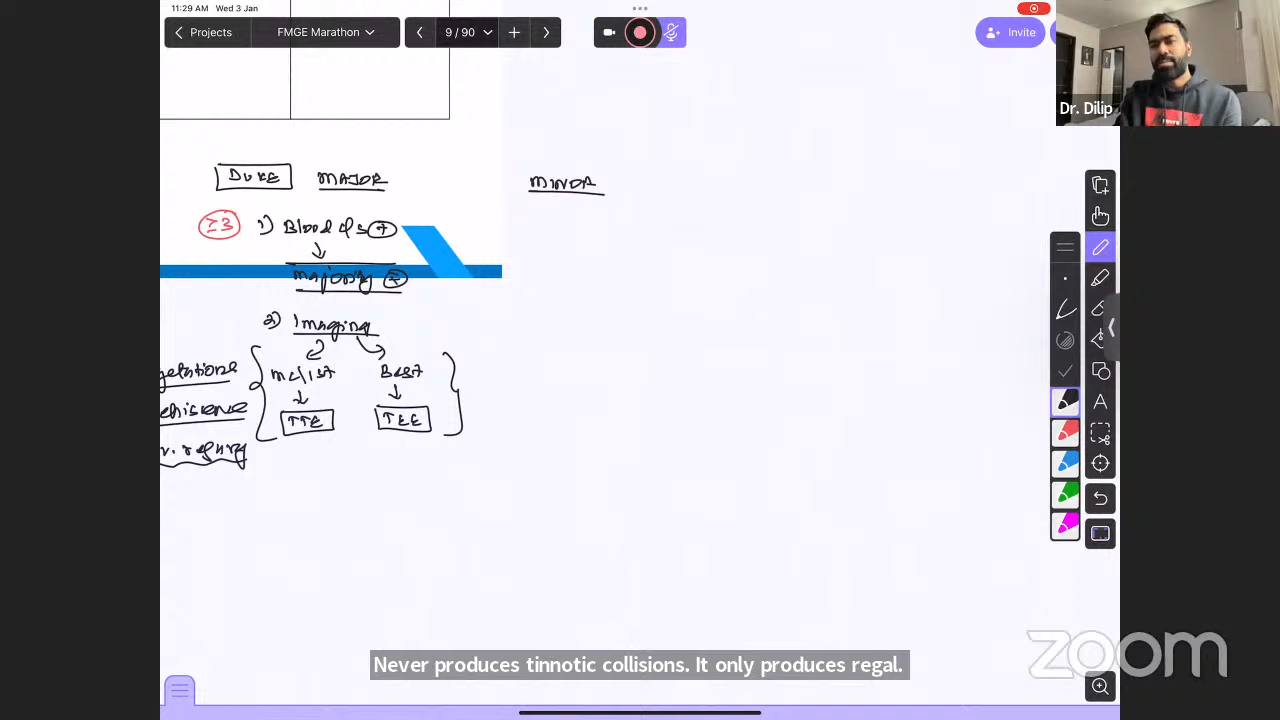 11:29 AM Wed 3 Jan
Projects
FMGE Marathon
9 / 90
Invite
Dr. Dilip
DUKE MAJOR
MINOR
≥3 1) Blood c/s +
majority
2) Imaging
Best
TTE TEE
Never produces tinnotic collisions. It only produces regal.
zoom